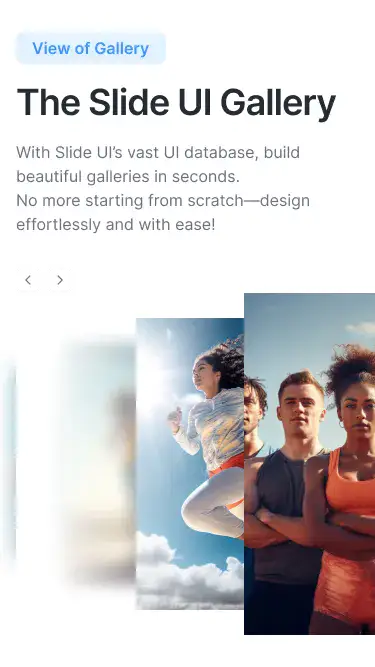 View of Gallery
The Slide UI Gallery
With Slide UI’s vast UI database, build
beautiful galleries in seconds.
No more starting from scratch—design
effortlessly and with ease!